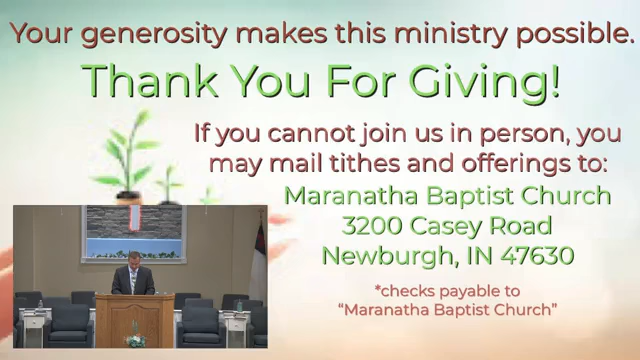 Your generosity makes this ministry possible.
Thank You For Giving!
If you cannot join us in person, you
may mail tithes and offerings to:
Maranatha Baptist Church
3200 Casey Road
Newburgh, IN 47630
*checks payable to
“Maranatha Baptist Church”